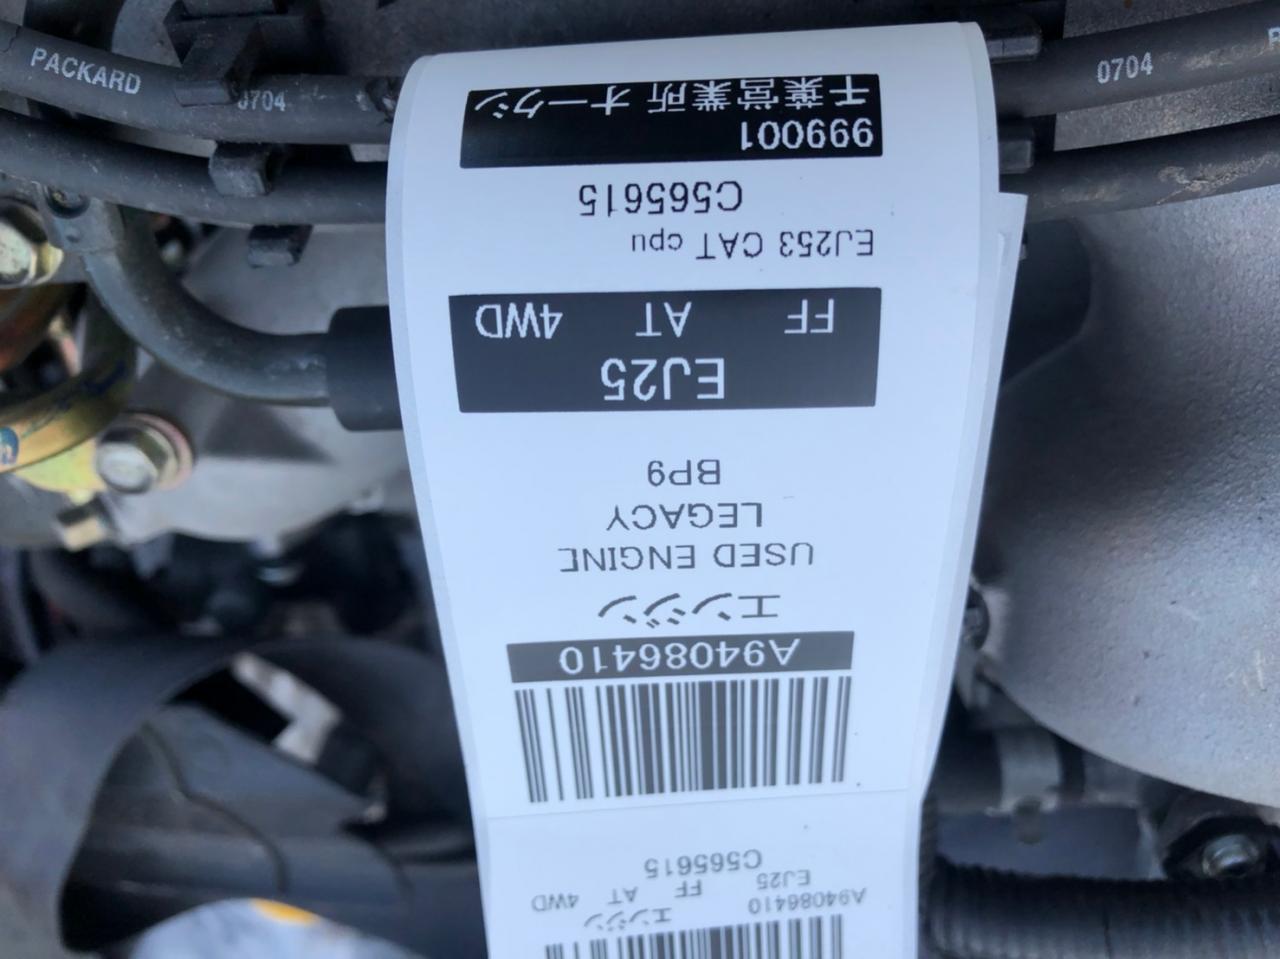 A94086410
エンジン
USED ENGINE
LEGACY
BP9
EJ25
FF AT 4WD
EJ253 CAT cpu
C565615
999001
千葉営業所 オークシ
A94086410 エンジン
EJ25 FF AT 4WD
C565615
PACKARD 0704
0704